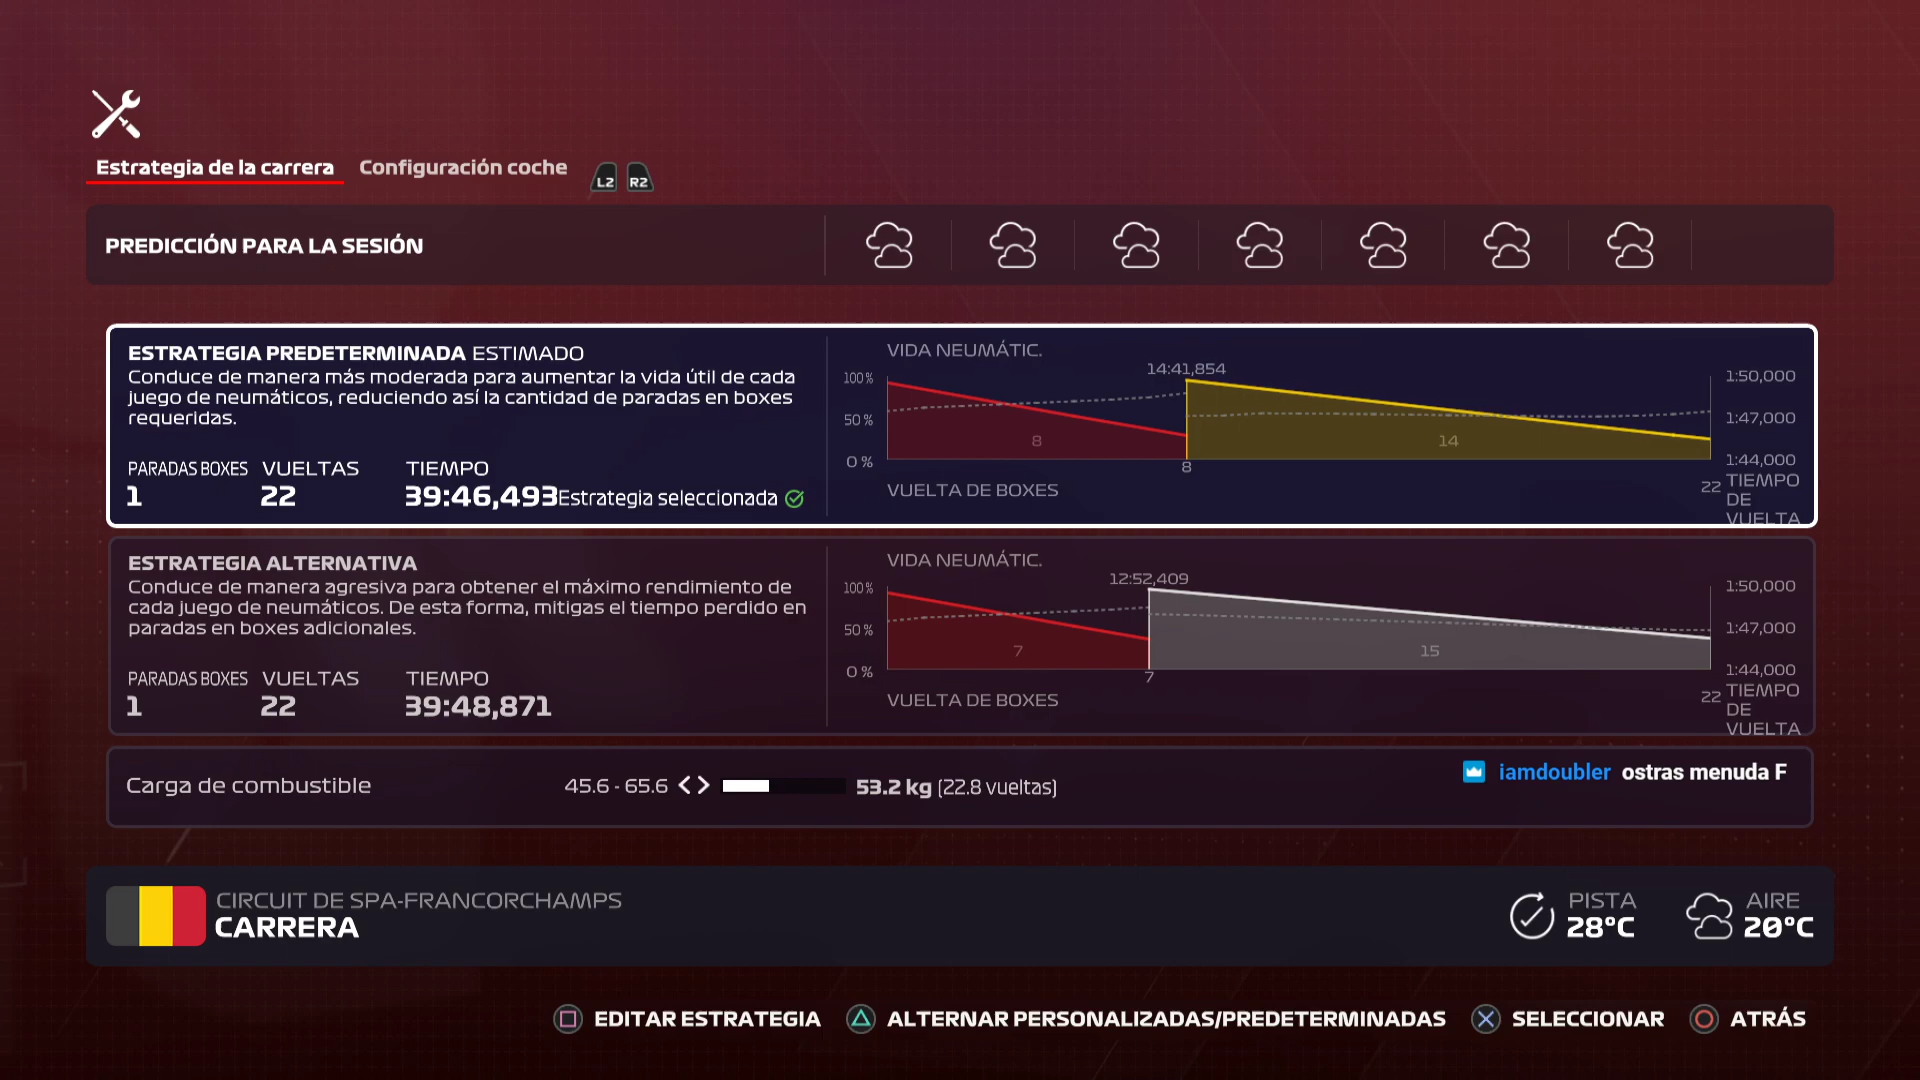 Estrategia de la carrera Configuración coche L2 R2
PREDICCIÓN PARA LA SESIÓN
ESTRATEGIA PREDETERMINADA ESTIMADO
Conduce de manera más moderada para aumentar la vida útil de cada
juego de neumáticos, reduciendo así la cantidad de paradas en boxes
requeridas.
PARADAS BOXES VUELTAS TIEMPO
1 22 39:46,493 Estrategia seleccionada
VIDA NEUMÁTIC.
14:41,854
100 % 1:50,000
50 % 1:47,000
8 14
0 % 8 1:44,000
VUELTA DE BOXES 22 TIEMPO
DE
VUELTA
ESTRATEGIA ALTERNATIVA
Conduce de manera agresiva para obtener el máximo rendimiento de
cada juego de neumáticos. De esta forma, mitigas el tiempo perdido en
paradas en boxes adicionales.
PARADAS BOXES VUELTAS TIEMPO
1 22 39:48,871
VIDA NEUMÁTIC.
12:52,409
100 % 1:50,000
50 % 1:47,000
7 15
0 % 7 1:44,000
VUELTA DE BOXES 22 TIEMPO
DE
VUELTA
Carga de combustible 45.6 - 65.6 53.2 kg (22.8 vueltas)
iamdoubler ostras menuda F
CIRCUIT DE SPA-FRANCORCHAMPS
CARRERA
PISTA
28°C
AIRE
20°C
EDITAR ESTRATEGIA ALTERNAR PERSONALIZADAS/PREDETERMINADAS SELECCIONAR ATRÁS